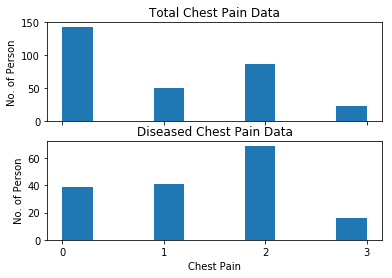 Total Chest Pain Data
150
100
50
0
No. of Person
Diseased Chest Pain Data
60
40
20
0
No. of Person
0 1 2 3
Chest Pain